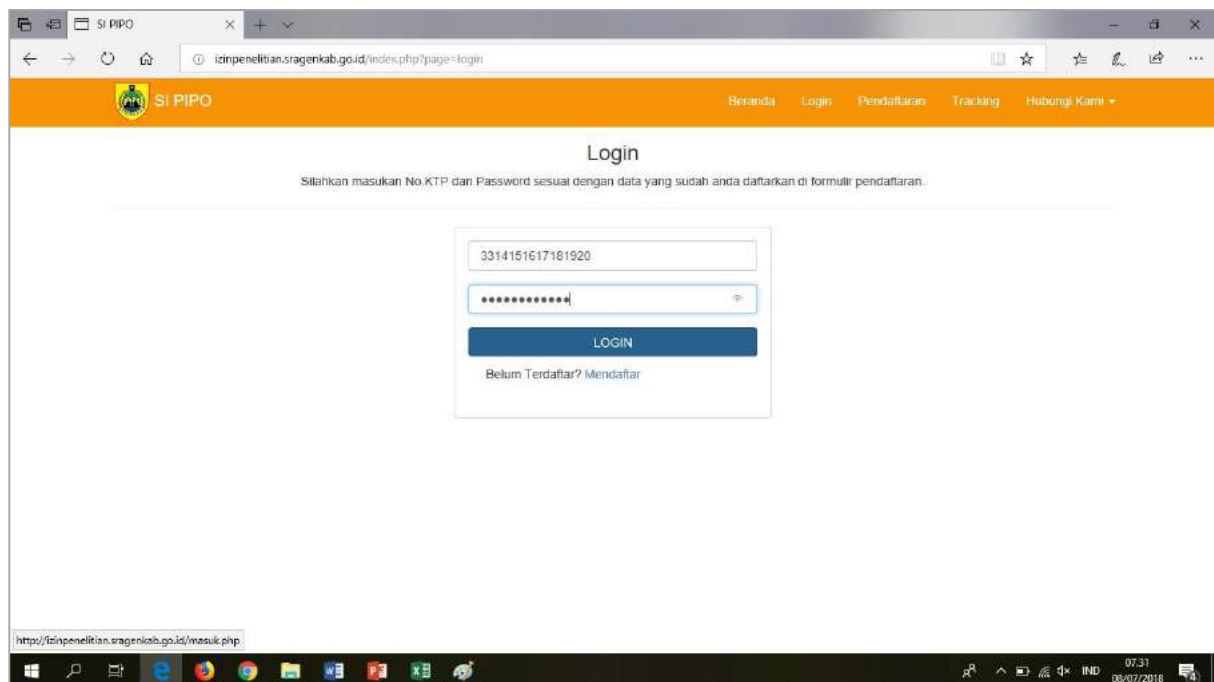 SI PIPO
izinpenelitian.sragenkab.go.id/index.php?page=login
SI PIPO
Beranda Login Pendaftaran Tracking Hubungi Kami
Login
Silahkan masukan No.KTP dan Password sesuai dengan data yang sudah anda daftarkan di formulir pendaftaran.
3314151617181920
LOGIN
Belum Terdaftar? Mendaftar
http://izinpenelitian.sragenkab.go.id/masuk.php
IND
07.31
08/07/2018